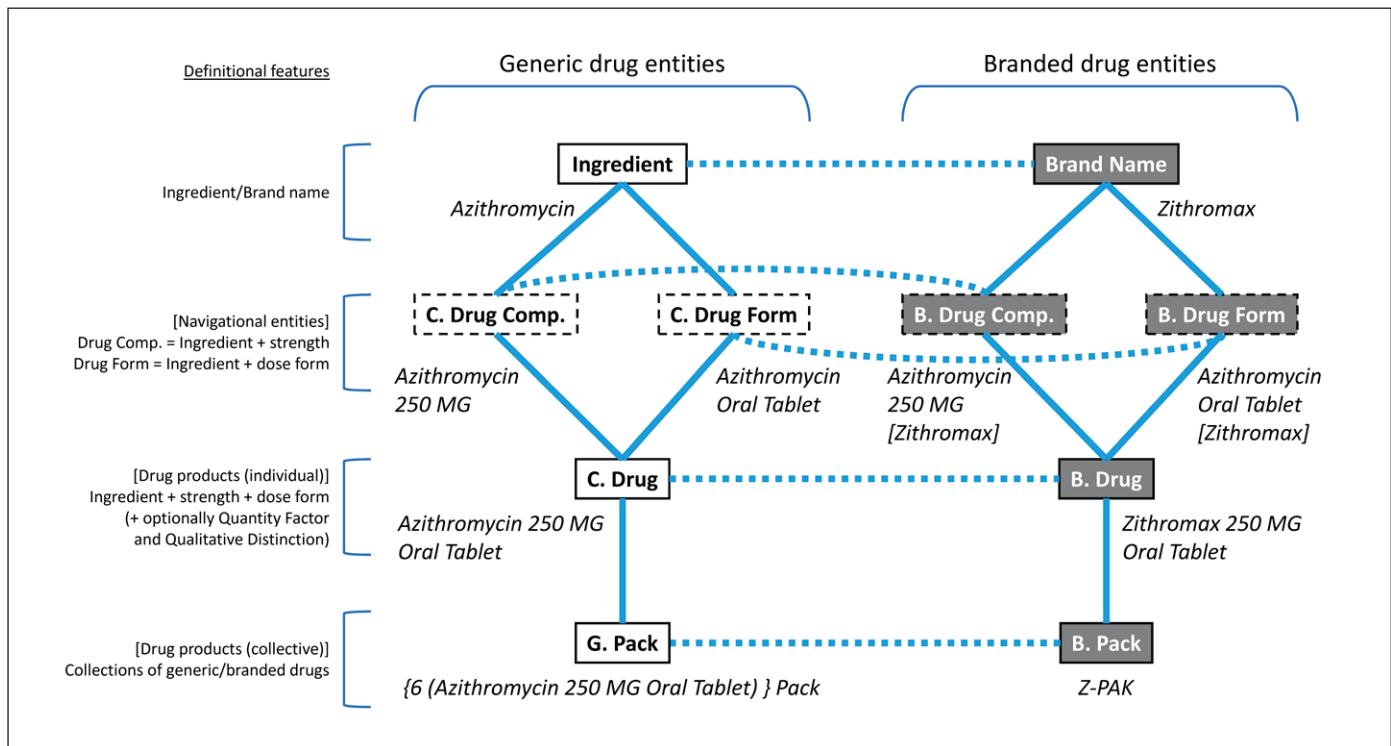 Definitional features
Generic drug entities
Branded drug entities
Ingredient/Brand name
Ingredient
Brand Name
Azithromycin
Zithromax
[Navigational entities]
Drug Comp. = Ingredient + strength
Drug Form = Ingredient + dose form
C. Drug Comp.
C. Drug Form
B. Drug Comp.
B. Drug Form
Azithromycin
250 MG
Azithromycin
Oral Tablet
Azithromycin
250 MG
[Zithromax]
Azithromycin
Oral Tablet
[Zithromax]
[Drug products (individual)]
Ingredient + strength + dose form
(+ optionally Quantity Factor
and Qualitative Distinction)
C. Drug
B. Drug
Azithromycin 250 MG
Oral Tablet
Zithromax 250 MG
Oral Tablet
[Drug products (collective)]
Collections of generic/branded drugs
G. Pack
B. Pack
{6 (Azithromycin 250 MG Oral Tablet) } Pack
Z-PAK